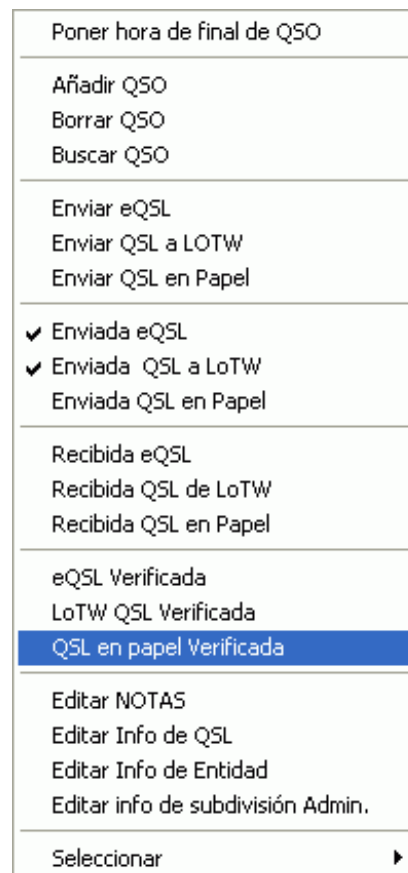 Poner hora de final de QSO
Añadir QSO
Borrar QSO
Buscar QSO
Enviar eQSL
Enviar QSL a LOTW
Enviar QSL en Papel
Enviada eQSL
Enviada  QSL a LoTW
Enviada QSL en Papel
Recibida eQSL
Recibida QSL de LoTW
Recibida QSL en Papel
eQSL Verificada
LoTW QSL Verificada
QSL en papel Verificada
Editar NOTAS
Editar Info de QSL
Editar Info de Entidad
Editar info de subdivisión Admin.
Seleccionar